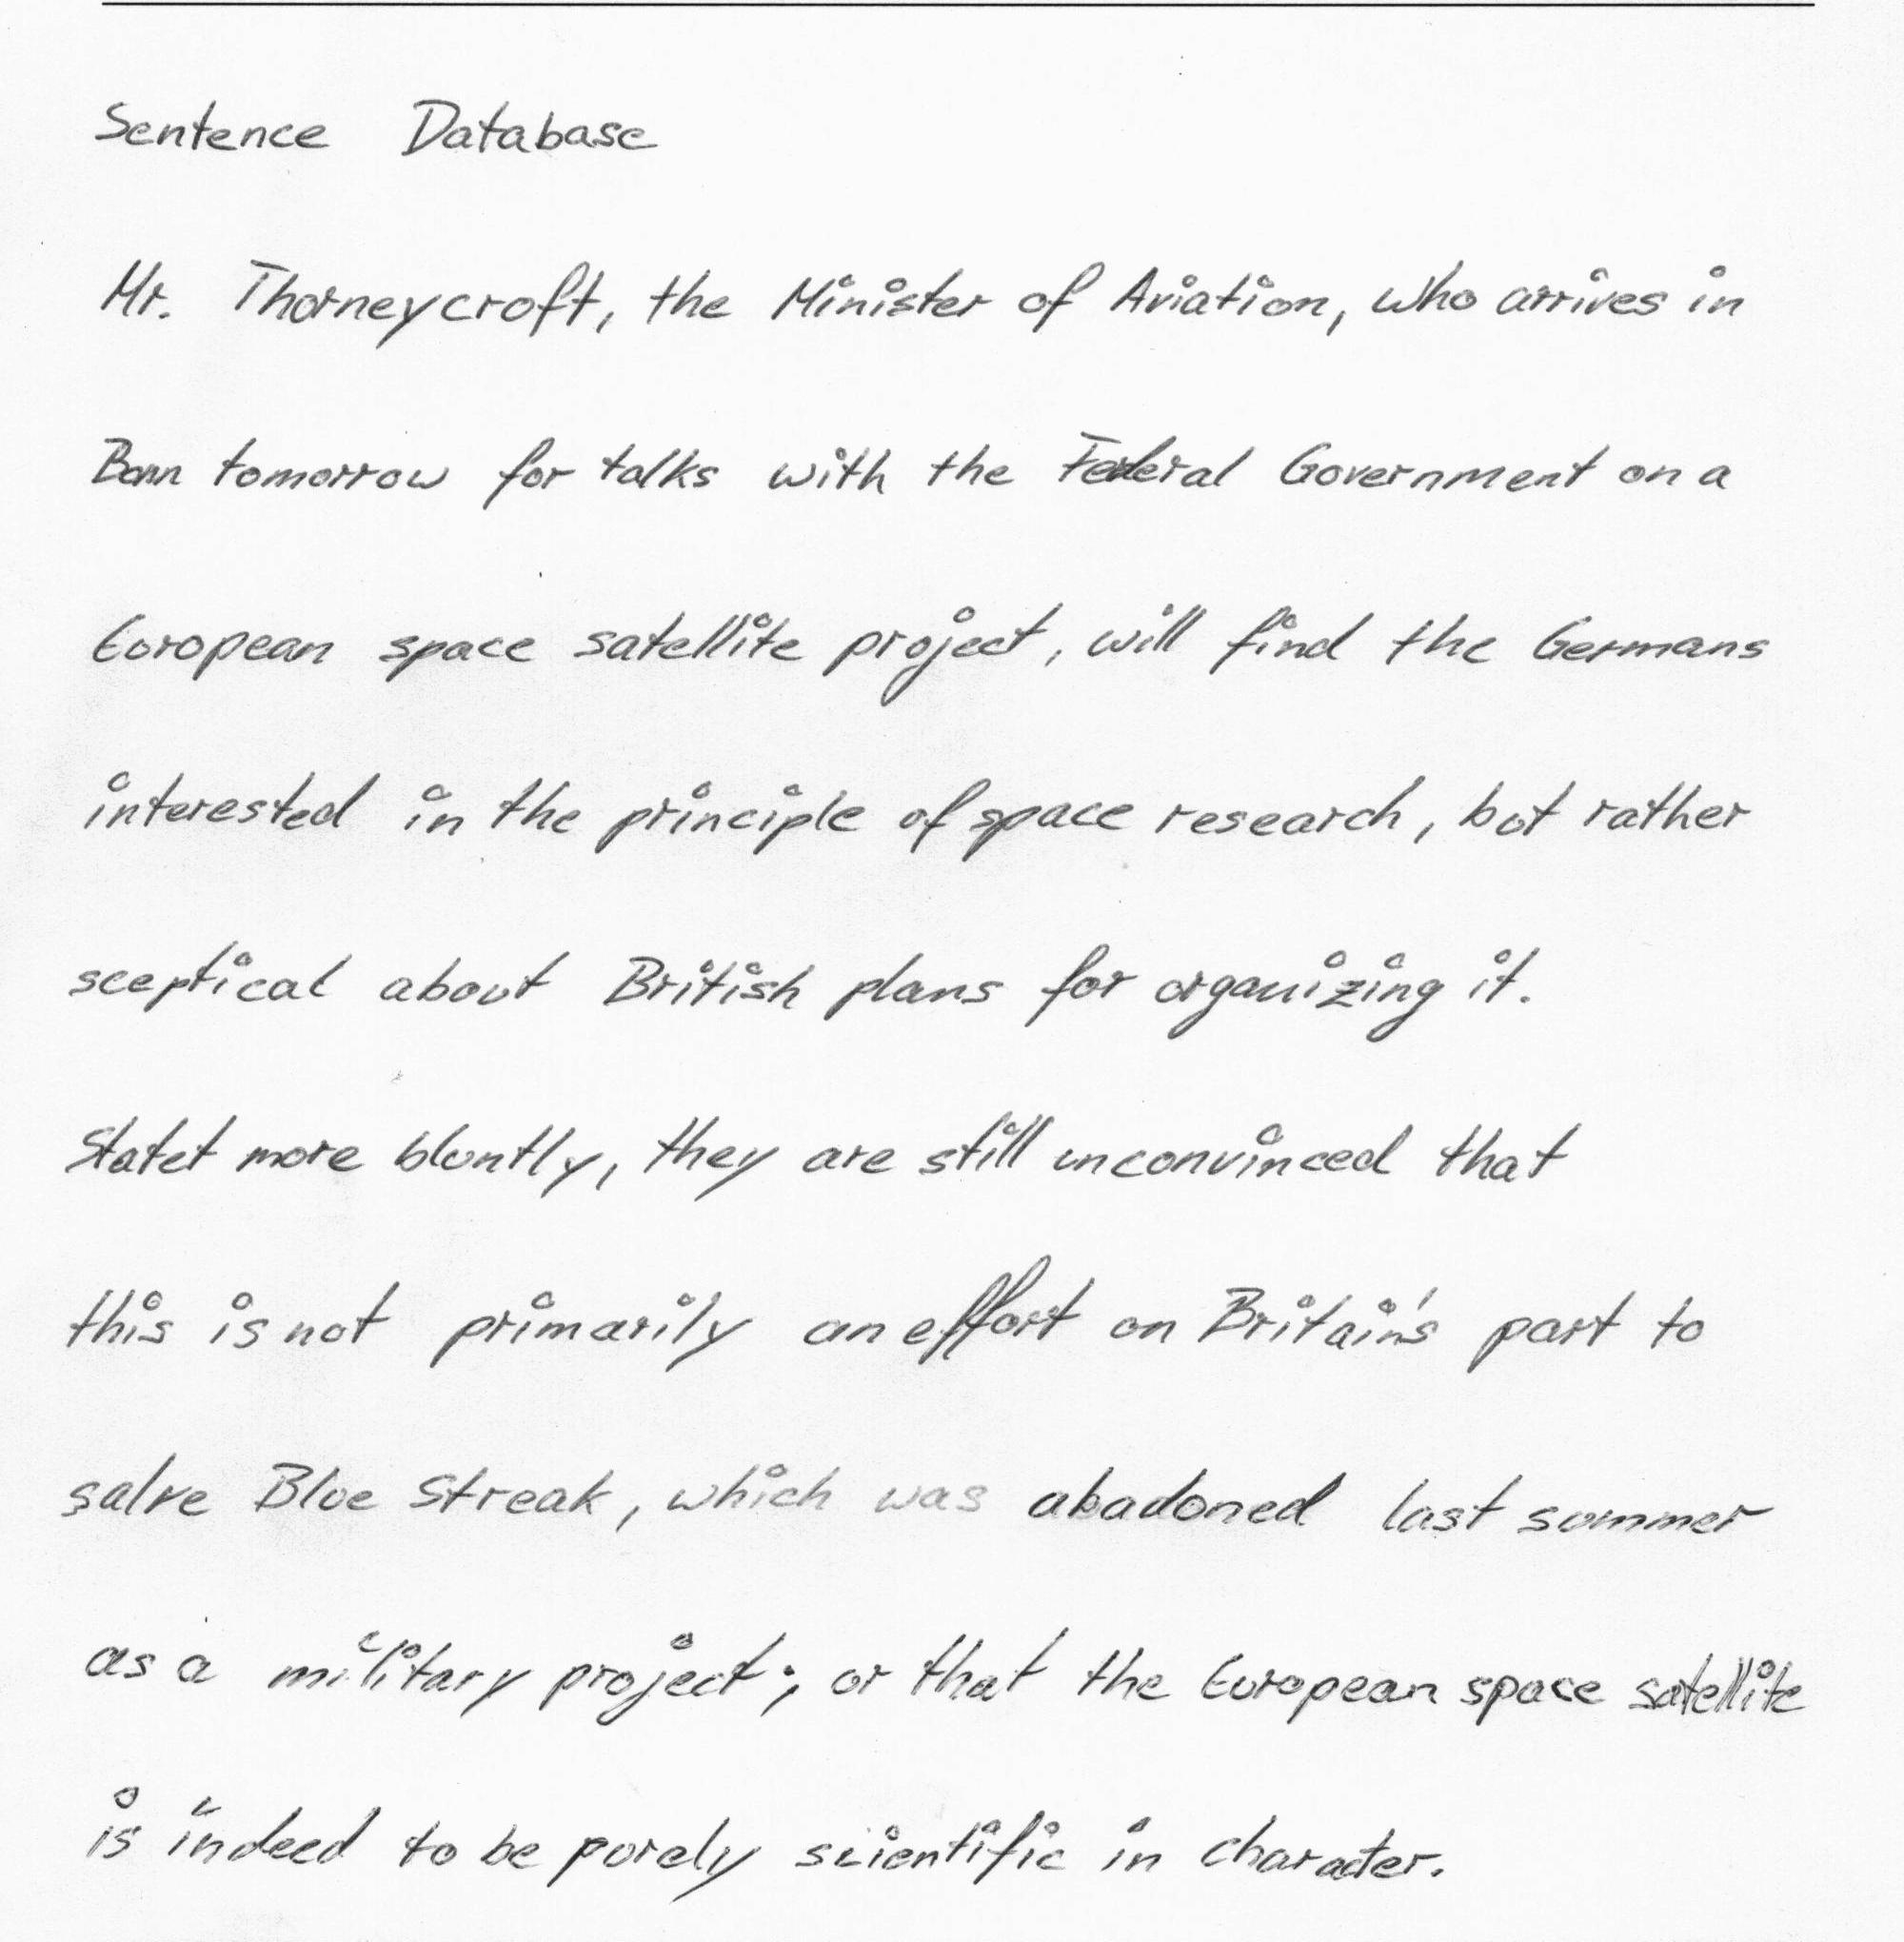 Sentence Database
Mr. Thorneycroft, the Minister of Aviation, who arrives in
Bonn tomorrow for talks with the Federal Government on a
European space satellite project, will find the Germans
interested in the principle of space research, but rather
sceptical about British plans for organizing it.
Statet more bluntly, they are still unconvinced that
this is not primarily an effort on Britain's part to
salve Blue Streak, which was abadoned last summer
as a military project; or that the European space satellite
is indeed to be purely scientific in character.